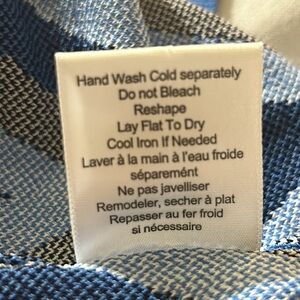 Hand Wash Cold separately
Do not Bleach
Reshape
Lay Flat To Dry
Cool Iron if Needed
Laver à la main à l'eau froide
séparément
Ne pas javelliser
Remodeler, secher à plat
Repasser au fer froid
si nécessaire